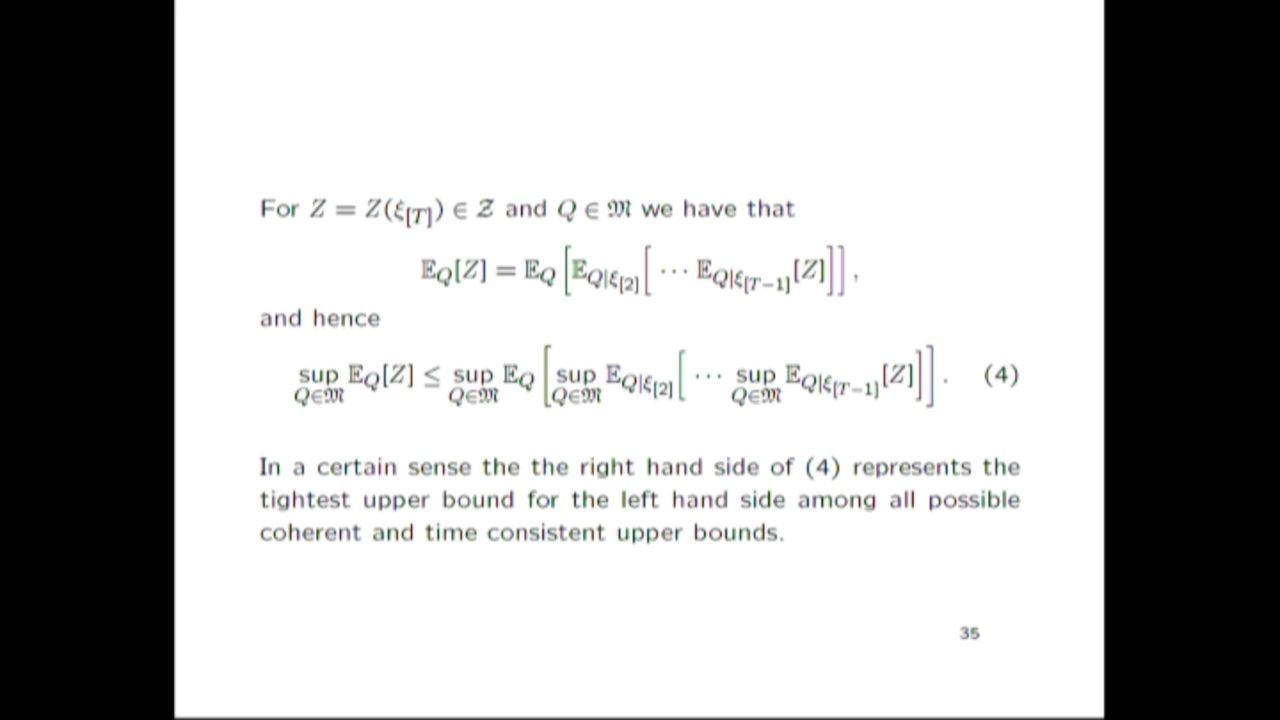 For Z = Z(ξ_{[T]}) ∈ 𝒵 and Q ∈ 𝔐 we have that
𝔼_Q[Z] = 𝔼_Q [𝔼_{Q|ξ_{[2]}}[ ⋯ 𝔼_{Q|ξ_{[T−1]}}[Z]]] ,
and hence
sup_{Q∈𝔐} 𝔼_Q[Z] ≤ sup_{Q∈𝔐} 𝔼_Q [sup_{Q∈𝔐} 𝔼_{Q|ξ_{[2]}}[ ⋯ sup_{Q∈𝔐} 𝔼_{Q|ξ_{[T−1]}}[Z]]] . (4)
In a certain sense the the right hand side of (4) represents the
tightest upper bound for the left hand side among all possible
coherent and time consistent upper bounds.
35